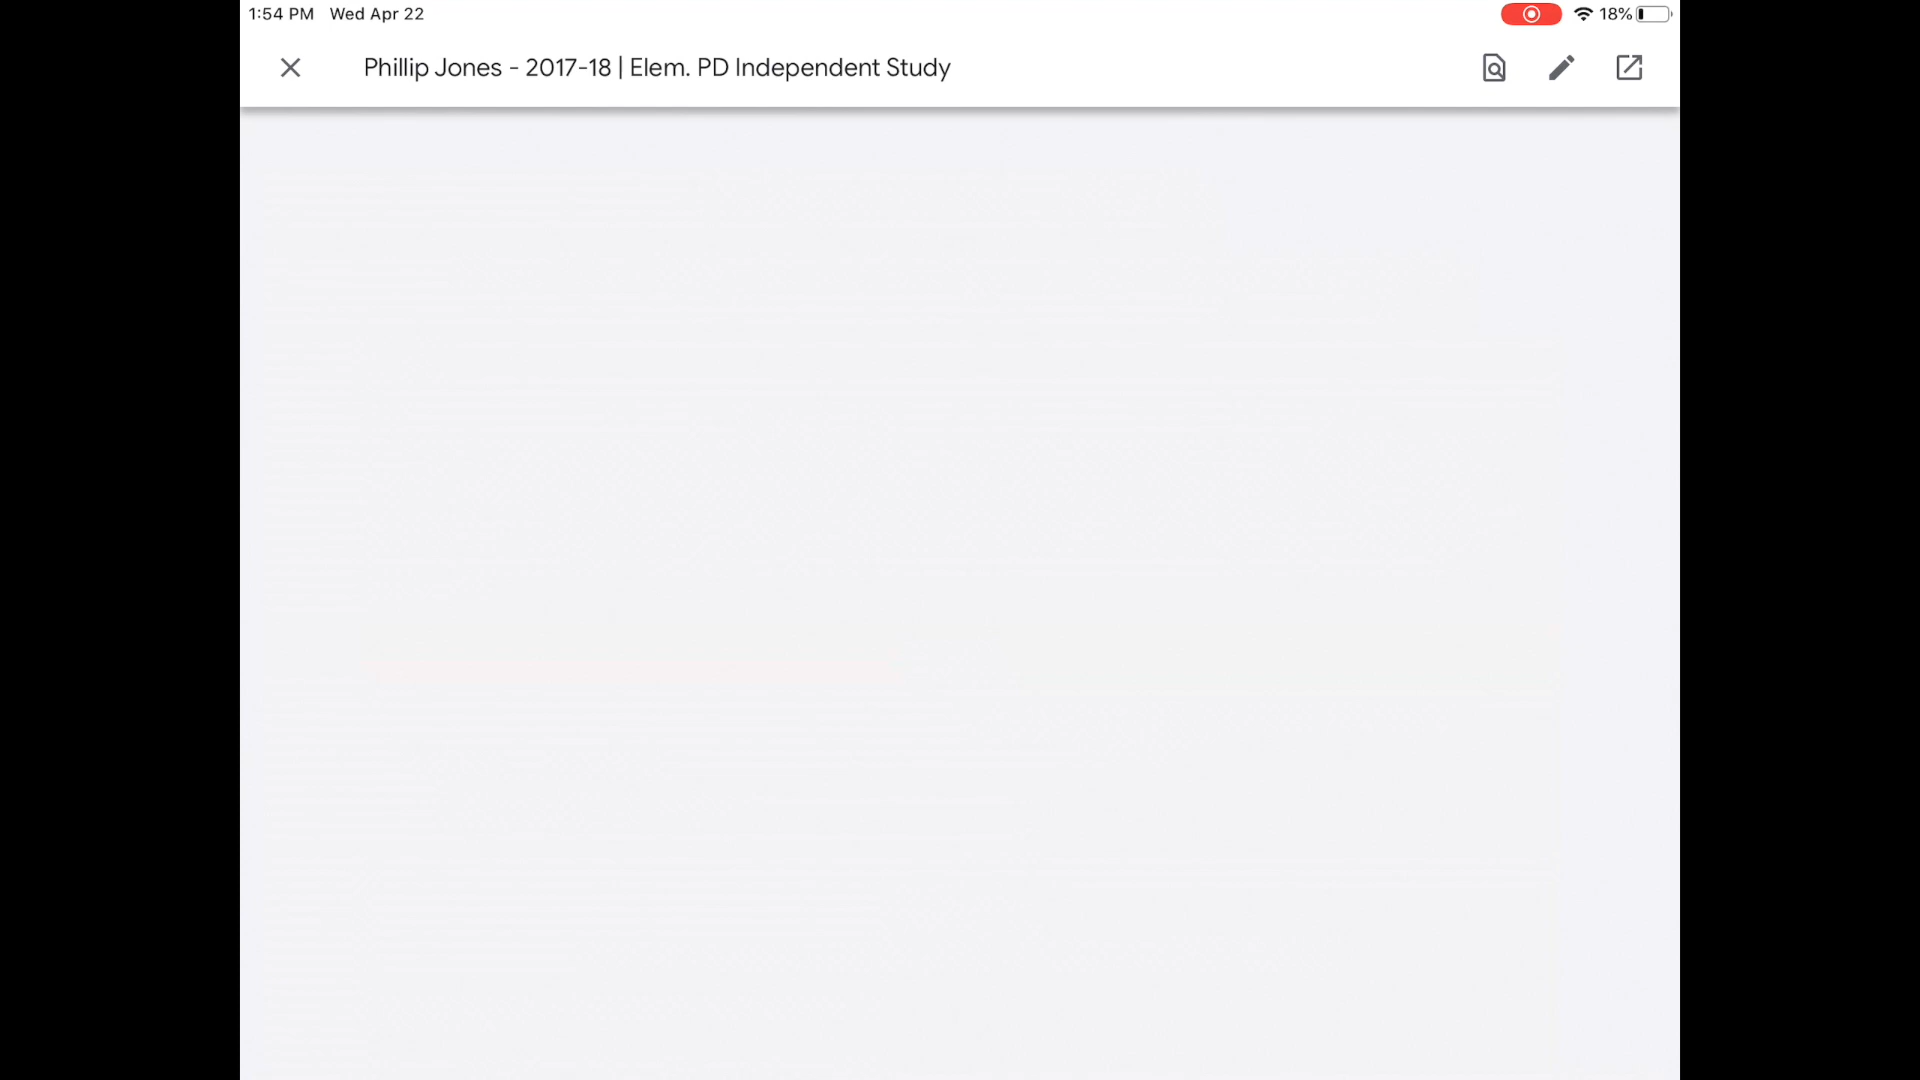 1:54 PM Wed Apr 22 18%
Phillip Jones - 2017-18 | Elem. PD Independent Study